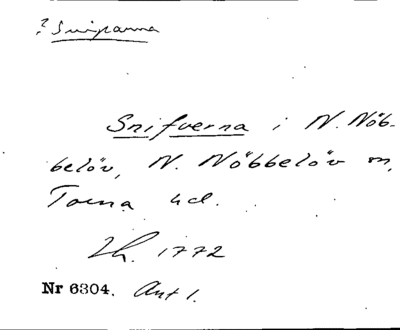 ? Sniparna
Snifverna i N. Nöb-
belöv, N. Nöbbelöv sn,
Torna hd.
Lh. 1772
Nr 6304. Ant 1.